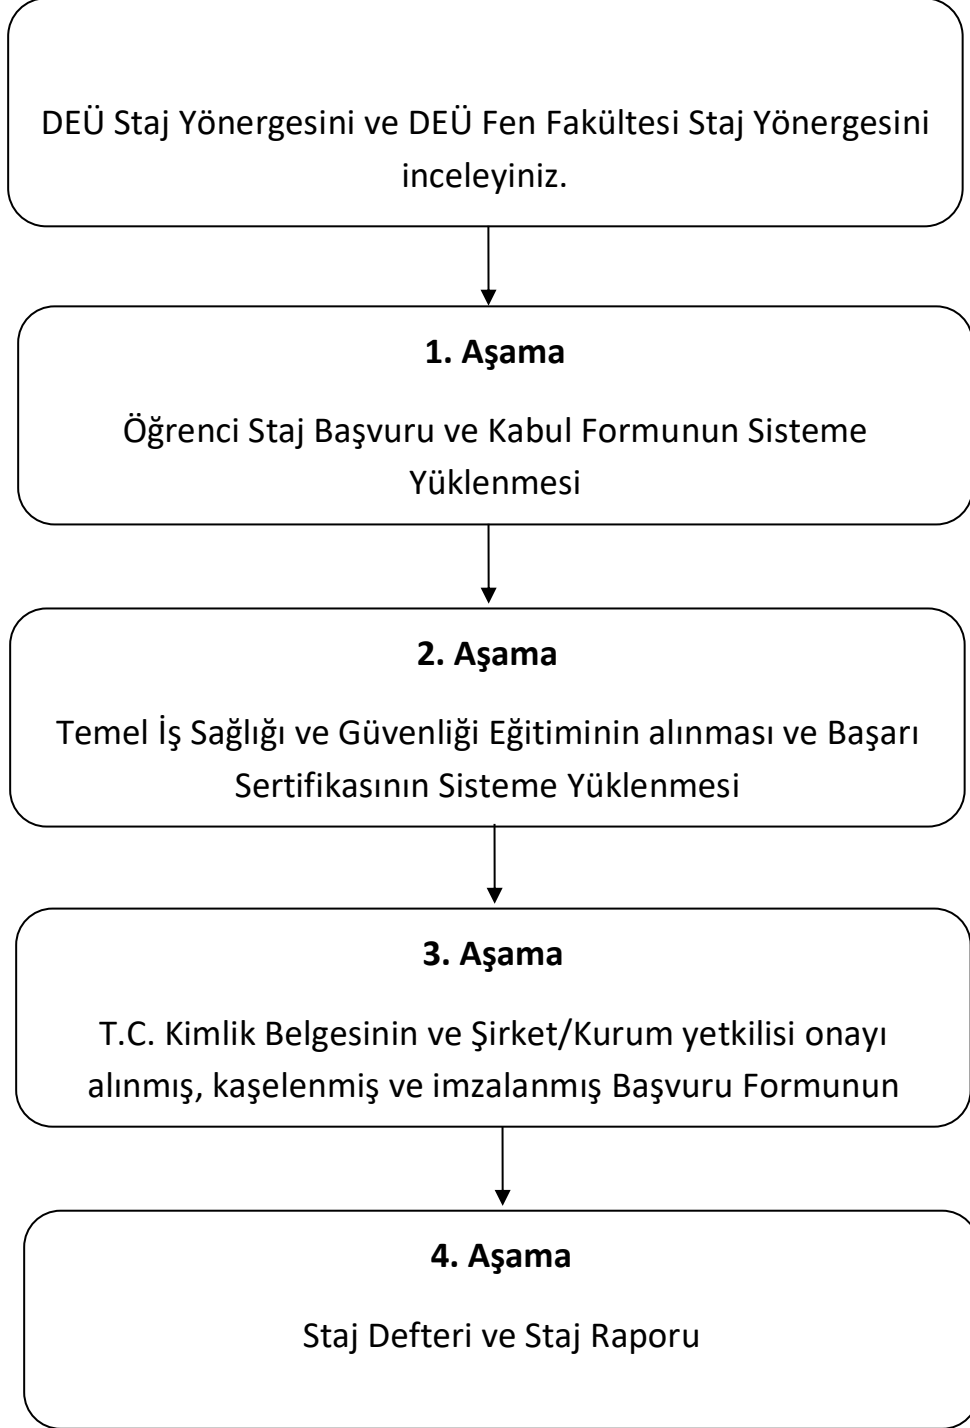 DEÜ Staj Yönergesini ve DEÜ Fen Fakültesi Staj Yönergesini
inceleyiniz.
1. Aşama
Öğrenci Staj Başvuru ve Kabul Formunun Sisteme
Yüklenmesi
2. Aşama
Temel İş Sağlığı ve Güvenliği Eğitiminin alınması ve Başarı
Sertifikasının Sisteme Yüklenmesi
3. Aşama
T.C. Kimlik Belgesinin ve Şirket/Kurum yetkilisi onayı
alınmış, kaşelenmiş ve imzalanmış Başvuru Formunun
4. Aşama
Staj Defteri ve Staj Raporu